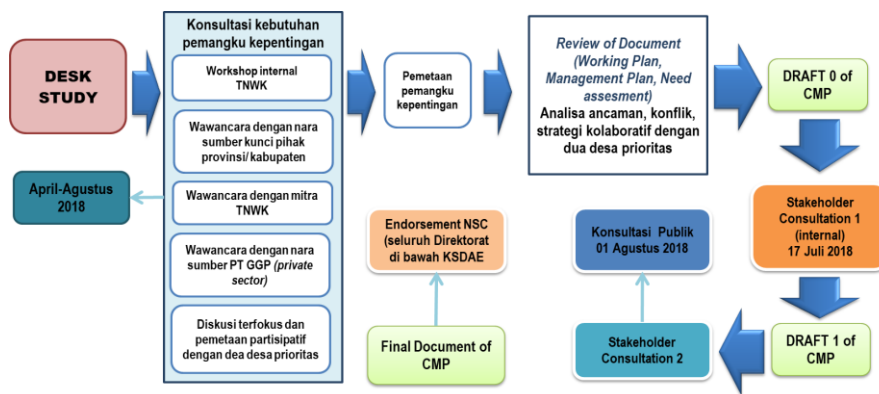 DESK
STUDY
April-Agustus
2018
Konsultasi kebutuhan
pemangku kepentingan
Workshop internal
TNWK
Wawancara dengan nara
sumber kunci pihak
provinsi/ kabupaten
Wawancara dengan mitra
TNWK
Wawancara dengan nara
sumber PT GGP (private
sector)
Diskusi terfokus dan
pemetaan partisipatif
dengan dea desa prioritas
Pemetaan
pemangku
kepentingan
Review of Document
(Working Plan,
Management Plan, Need
assesment)
Analisa ancaman, konflik,
strategi kolaboratif dengan
dua desa prioritas
DRAFT 0 of
CMP
Stakeholder
Consultation 1
(internal)
17 Juli 2018
DRAFT 1 of
CMP
Stakeholder
Consultation 2
Konsultasi Publik
01 Agustus 2018
Endorsement NSC
(seluruh Direktorat
di bawah KSDAE
Final Document of
CMP